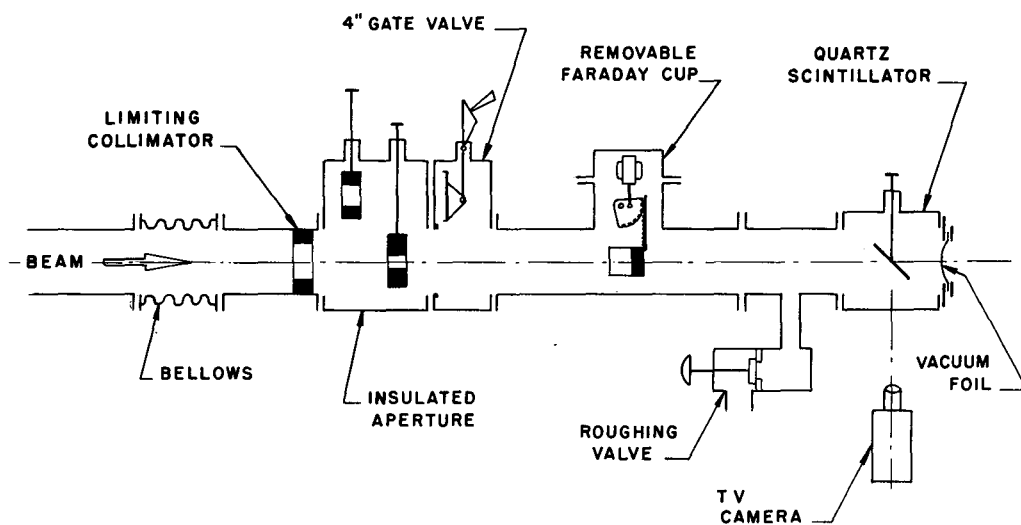 4" GATE VALVE
REMOVABLE
FARADAY CUP
QUARTZ
SCINTILLATOR
LIMITING
COLLIMATOR
BEAM
BELLOWS
INSULATED
APERTURE
ROUGHING
VALVE
VACUUM
FOIL
TV
CAMERA